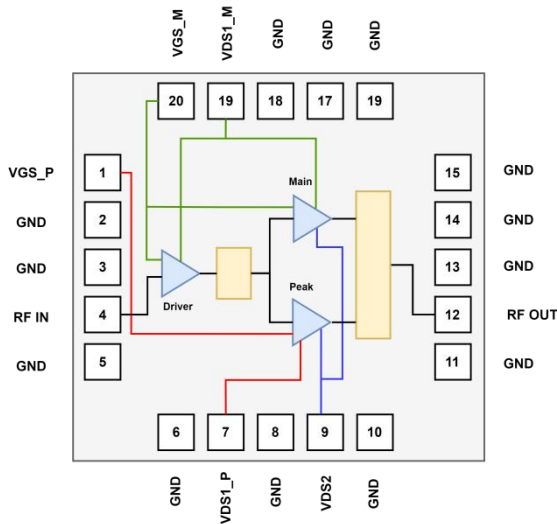 VGS_M
VDS1_M
GND
GND
GND
20
19
18
17
19
VGS_P
1
GND
2
GND
3
RF IN
4
GND
5
Main
Peak
Driver
15
GND
14
GND
13
GND
12
RF OUT
11
GND
6
7
8
9
10
GND
VDS1_P
GND
VDS2
GND